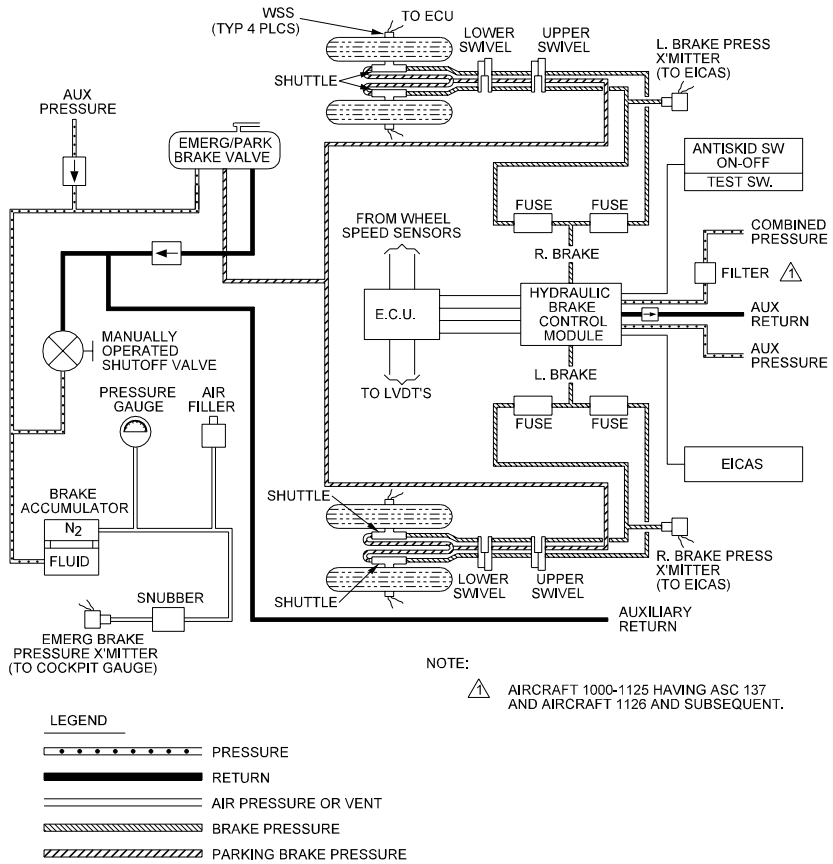 WSS
(TYP 4 PLCS)
TO ECU
LOWER
SWIVEL
UPPER
SWIVEL
L. BRAKE PRESS
X'MITTER
(TO EICAS)
SHUTTLE
AUX
PRESSURE
EMERG/PARK
BRAKE VALVE
ANTISKID SW
ON-OFF
TEST SW.
FUSE
FUSE
FROM WHEEL
SPEED SENSORS
R. BRAKE
COMBINED
PRESSURE
FILTER 1
E.C.U.
HYDRAULIC
BRAKE
CONTROL
MODULE
AUX
RETURN
AUX
PRESSURE
MANUALLY
OPERATED
SHUTOFF VALVE
TO LVDT'S
L. BRAKE
PRESSURE
GAUGE
AIR
FILLER
FUSE
FUSE
EICAS
BRAKE
ACCUMULATOR
N2
FLUID
SHUTTLE
SHUTTLE
LOWER
SWIVEL
UPPER
SWIVEL
R. BRAKE PRESS
X'MITTER
(TO EICAS)
SNUBBER
EMERG BRAKE
PRESSURE X'MITTER
(TO COCKPIT GAUGE)
AUXILIARY
RETURN
NOTE:
1 AIRCRAFT 1000-1125 HAVING ASC 137
AND AIRCRAFT 1126 AND SUBSEQUENT.
LEGEND
PRESSURE
RETURN
AIR PRESSURE OR VENT
BRAKE PRESSURE
PARKING BRAKE PRESSURE